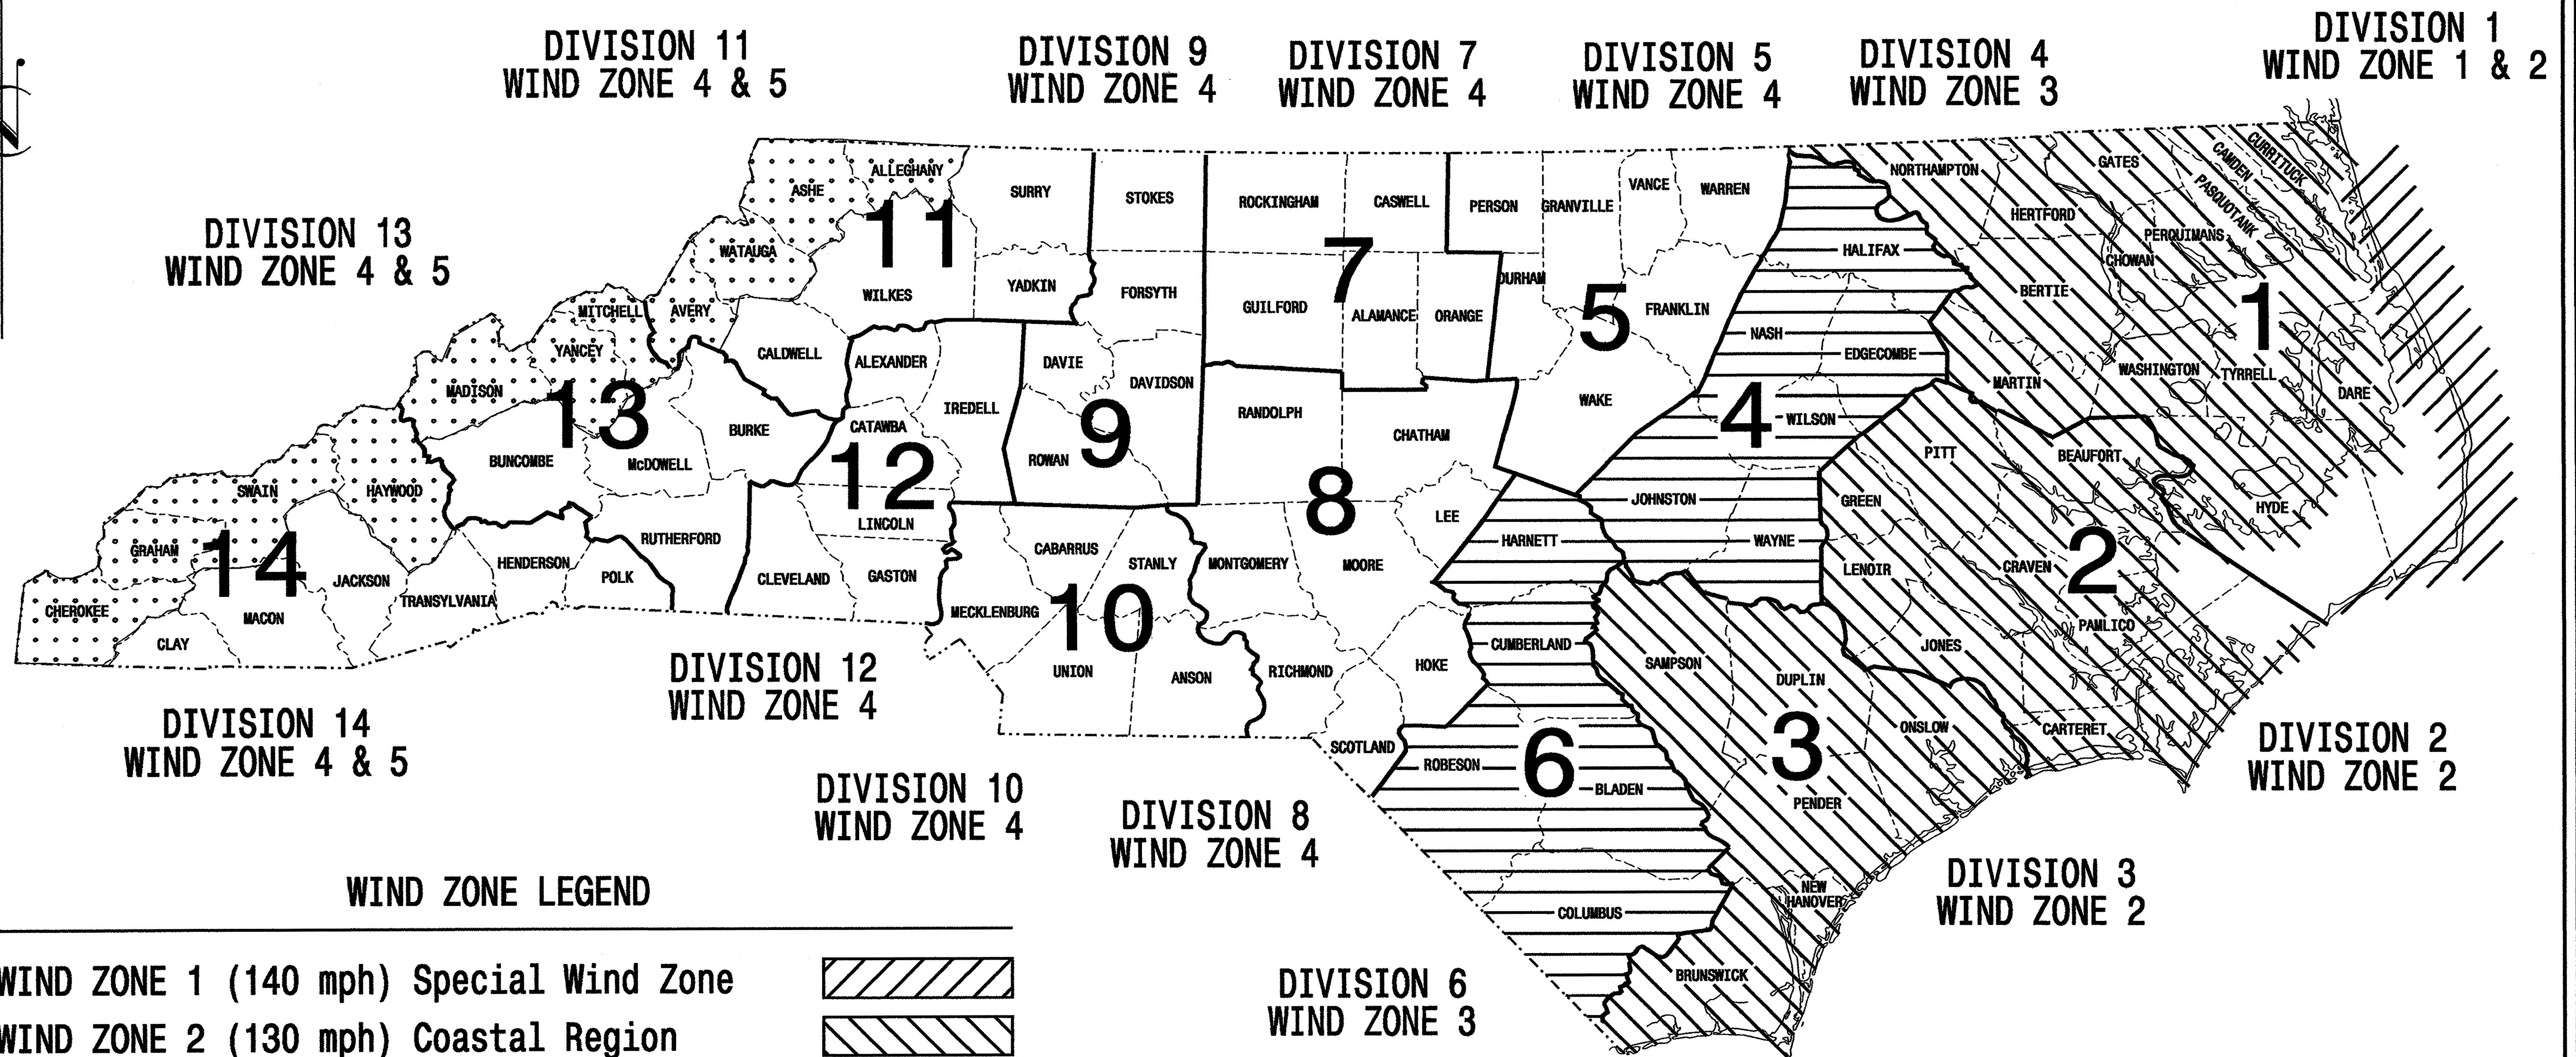 DIVISION 1
WIND ZONE 1 & 2
DIVISION 11
WIND ZONE 4 & 5
DIVISION 9
WIND ZONE 4
DIVISION 7
WIND ZONE 4
DIVISION 5
WIND ZONE 4
DIVISION 4
WIND ZONE 3
DIVISION 13
WIND ZONE 4 & 5
N
ASHE
ALLEGHANY
SURRY
STOKES
ROCKINGHAM
CASWELL
PERSON
GRANVILLE
VANCE
WARREN
NORTHAMPTON
GATES
CAMDEN
CURRITUCK
PASQUOTANK
HERTFORD
PERQUIMANS
CHOWAN
HALIFAX
WATAUGA
11
WILKES
YADKIN
FORSYTH
GUILFORD
7
ALAMANCE
ORANGE
DURHAM
5
FRANKLIN
NASH
EDGECOMBE
BERTIE
1
MITCHELL
AVERY
YANCEY
CALDWELL
ALEXANDER
DAVIE
DAVIDSON
MARTIN
WASHINGTON
TYRRELL
DARE
MADISON
13
BURKE
CATAWBA
IREDELL
9
RANDOLPH
CHATHAM
WAKE
4
WILSON
BUNCOMBE
McDOWELL
12
ROWAN
PITT
BEAUFORT
SWAIN
HAYWOOD
LINCOLN
8
LEE
JOHNSTON
GREEN
HYDE
GRAHAM
14
JACKSON
HENDERSON
RUTHERFORD
POLK
CLEVELAND
GASTON
CABARRUS
STANLY
MONTGOMERY
MOORE
HARNETT
WAYNE
LENOIR
CRAVEN
2
CHEROKEE
MACON
TRANSYLVANIA
MECKLENBURG
10
CUMBERLAND
PAMLICO
CLAY
UNION
ANSON
RICHMOND
HOKE
SAMPSON
DUPLIN
JONES
SCOTLAND
ROBESON
6
BLADEN
3
ONSLOW
CARTERET
PENDER
COLUMBUS
NEW
HANOVER
BRUNSWICK
DIVISION 12
WIND ZONE 4
DIVISION 14
WIND ZONE 4 & 5
DIVISION 2
WIND ZONE 2
DIVISION 10
WIND ZONE 4
DIVISION 8
WIND ZONE 4
DIVISION 3
WIND ZONE 2
DIVISION 6
WIND ZONE 3
WIND ZONE LEGEND
WIND ZONE 1 (140 mph) Special Wind Zone
WIND ZONE 2 (130 mph) Coastal Region